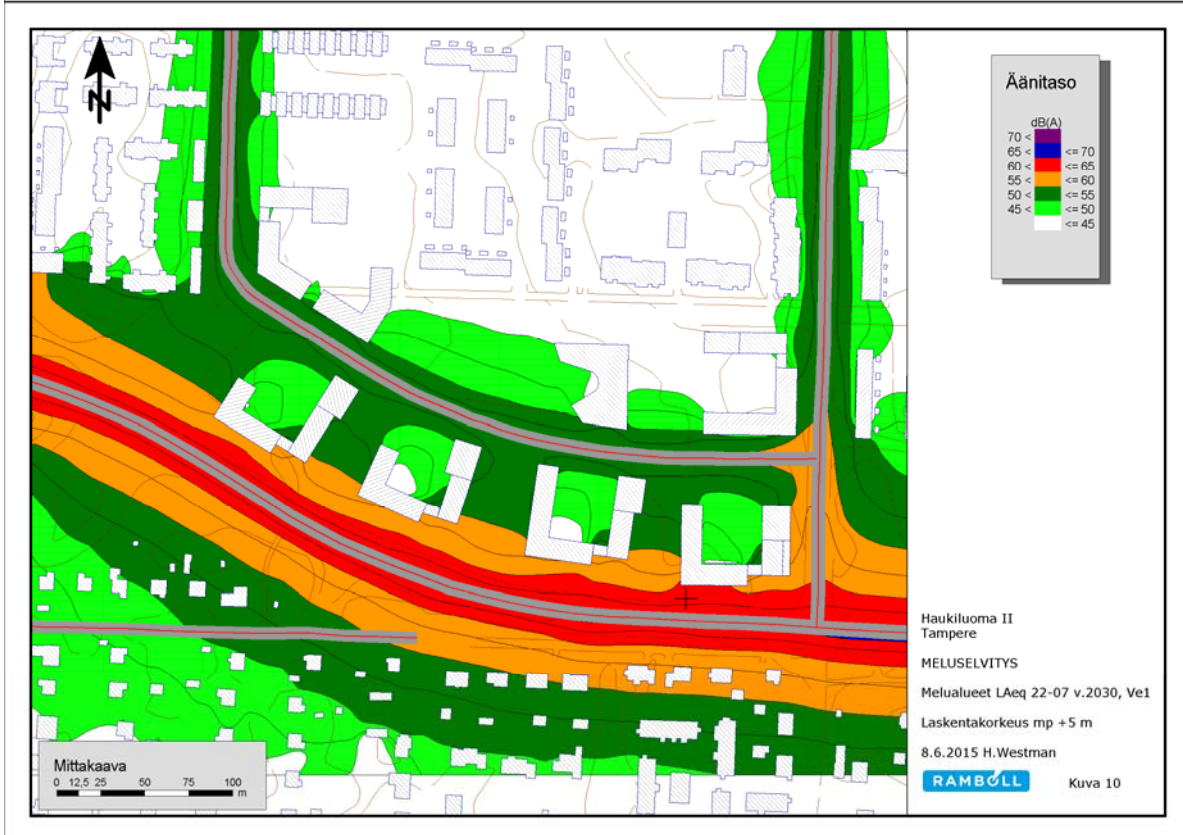 N
Äänitaso
dB(A)
70 <
65 < <= 70
60 < <= 65
55 < <= 60
50 < <= 55
45 < <= 50
<= 45
Haukiluoma II
Tampere
MELUSELVITYS
Melualueet LAeq 22-07 v.2030, Ve1
Laskentakorkeus mp +5 m
8.6.2015 H.Westman
RAMBOLL Kuva 10
Mittakaava
0 12,5 25 50 75 100
m